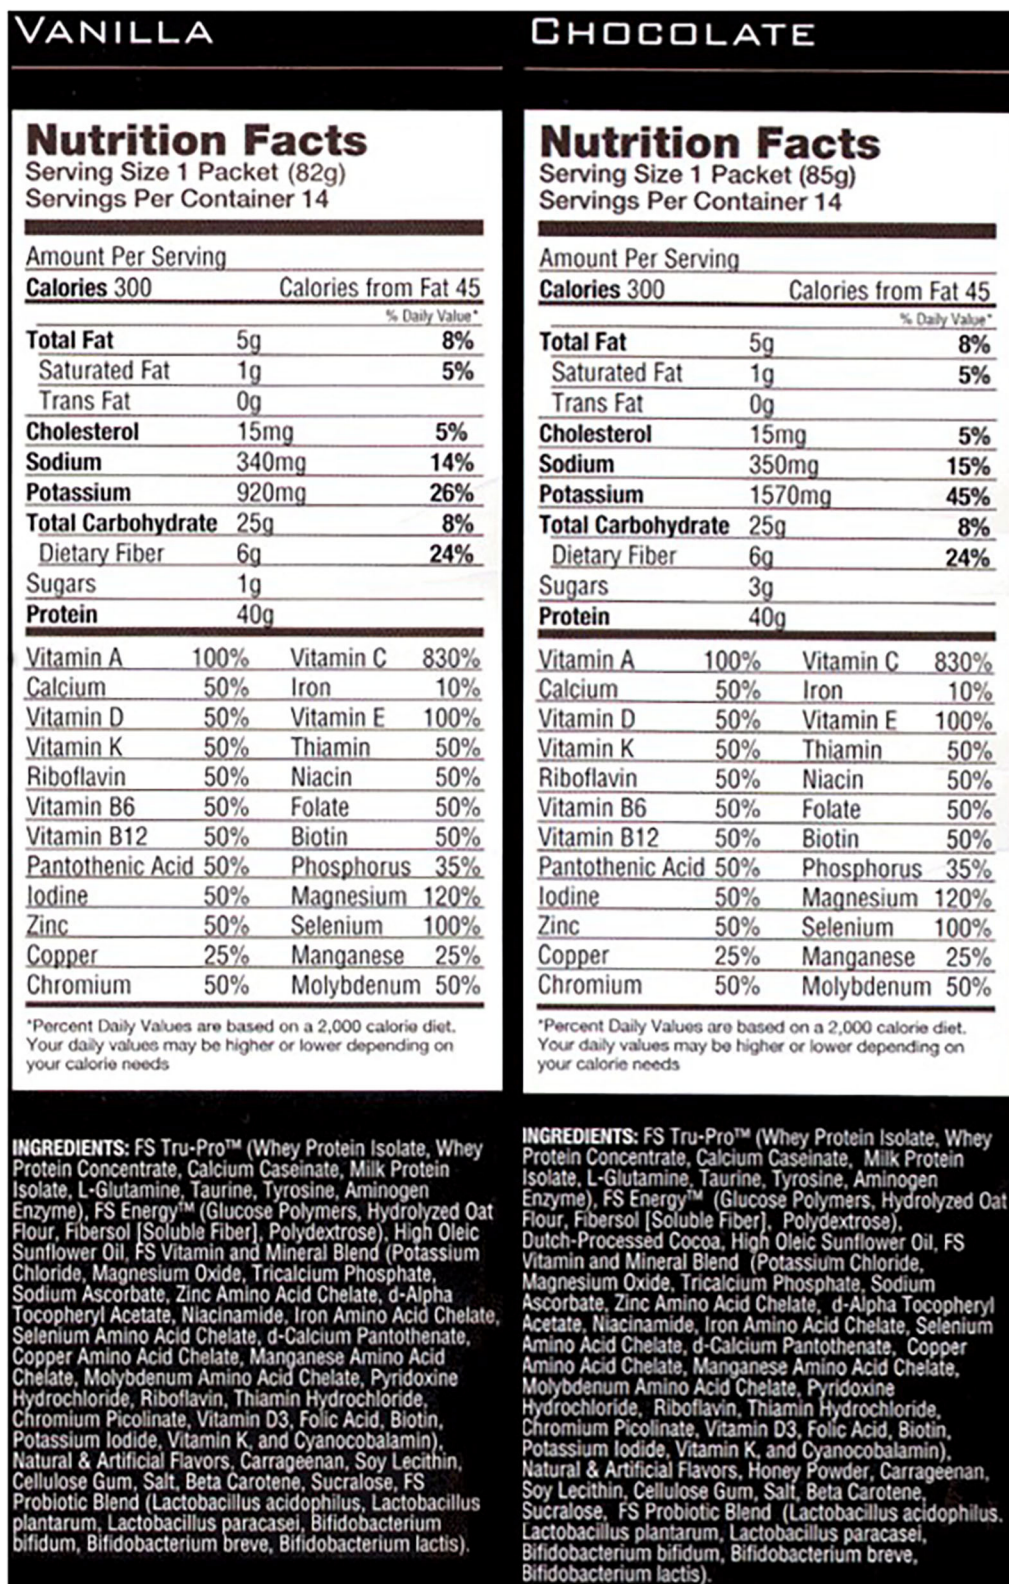 VANILLA
Nutrition Facts
Serving Size 1 Packet (82g)
Servings Per Container 14
Amount Per Serving
Calories 300 Calories from Fat 45
% Daily Value*
Total Fat 5g 8%
Saturated Fat 1g 5%
Trans Fat 0g
Cholesterol 15mg 5%
Sodium 340mg 14%
Potassium 920mg 26%
Total Carbohydrate 25g 8%
Dietary Fiber 6g 24%
Sugars 1g
Protein 40g
Vitamin A 100% Vitamin C 830%
Calcium 50% Iron 10%
Vitamin D 50% Vitamin E 100%
Vitamin K 50% Thiamin 50%
Riboflavin 50% Niacin 50%
Vitamin B6 50% Folate 50%
Vitamin B12 50% Biotin 50%
Pantothenic Acid 50% Phosphorus 35%
Iodine 50% Magnesium 120%
Zinc 50% Selenium 100%
Copper 25% Manganese 25%
Chromium 50% Molybdenum 50%
*Percent Daily Values are based on a 2,000 calorie diet.
Your daily values may be higher or lower depending on
your calorie needs
INGREDIENTS: FS Tru-Pro™ (Whey Protein Isolate, Whey
Protein Concentrate, Calcium Caseinate, Milk Protein
Isolate, L-Glutamine, Taurine, Tyrosine, Aminogen
Enzyme), FS Energy™ (Glucose Polymers, Hydrolyzed Oat
Flour, Fibersol [Soluble Fiber], Polydextrose), High Oleic
Sunflower Oil, FS Vitamin and Mineral Blend (Potassium
Chloride, Magnesium Oxide, Tricalcium Phosphate,
Sodium Ascorbate, Zinc Amino Acid Chelate, d-Alpha
Tocopheryl Acetate, Niacinamide, Iron Amino Acid Chelate,
Selenium Amino Acid Chelate, d-Calcium Pantothenate,
Copper Amino Acid Chelate, Manganese Amino Acid
Chelate, Molybdenum Amino Acid Chelate, Pyridoxine
Hydrochloride, Riboflavin, Thiamin Hydrochloride,
Chromium Picolinate, Vitamin D3, Folic Acid, Biotin,
Potassium Iodide, Vitamin K, and Cyanocobalamin),
Natural & Artificial Flavors, Carrageenan, Soy Lecithin,
Cellulose Gum, Salt, Beta Carotene, Sucralose, FS
Probiotic Blend (Lactobacillus acidophilus, Lactobacillus
plantarum, Lactobacillus paracasei, Bifidobacterium
bifidum, Bifidobacterium breve, Bifidobacterium lactis).
CHOCOLATE
Nutrition Facts
Serving Size 1 Packet (85g)
Servings Per Container 14
Amount Per Serving
Calories 300 Calories from Fat 45
% Daily Value*
Total Fat 5g 8%
Saturated Fat 1g 5%
Trans Fat 0g
Cholesterol 15mg 5%
Sodium 350mg 15%
Potassium 1570mg 45%
Total Carbohydrate 25g 8%
Dietary Fiber 6g 24%
Sugars 3g
Protein 40g
Vitamin A 100% Vitamin C 830%
Calcium 50% Iron 10%
Vitamin D 50% Vitamin E 100%
Vitamin K 50% Thiamin 50%
Riboflavin 50% Niacin 50%
Vitamin B6 50% Folate 50%
Vitamin B12 50% Biotin 50%
Pantothenic Acid 50% Phosphorus 35%
Iodine 50% Magnesium 120%
Zinc 50% Selenium 100%
Copper 25% Manganese 25%
Chromium 50% Molybdenum 50%
*Percent Daily Values are based on a 2,000 calorie diet.
Your daily values may be higher or lower depending on
your calorie needs
INGREDIENTS: FS Tru-Pro™ (Whey Protein Isolate, Whey
Protein Concentrate, Calcium Caseinate, Milk Protein
Isolate, L-Glutamine, Taurine, Tyrosine, Aminogen
Enzyme), FS Energy™ (Glucose Polymers, Hydrolyzed Oat
Flour, Fibersol [Soluble Fiber], Polydextrose),
Dutch-Processed Cocoa, High Oleic Sunflower Oil, FS
Vitamin and Mineral Blend (Potassium Chloride,
Magnesium Oxide, Tricalcium Phosphate, Sodium
Ascorbate, Zinc Amino Acid Chelate, d-Alpha Tocopheryl
Acetate, Niacinamide, Iron Amino Acid Chelate, Selenium
Amino Acid Chelate, d-Calcium Pantothenate, Copper
Amino Acid Chelate, Manganese Amino Acid Chelate,
Molybdenum Amino Acid Chelate, Pyridoxine
Hydrochloride, Riboflavin, Thiamin Hydrochloride,
Chromium Picolinate, Vitamin D3, Folic Acid, Biotin,
Potassium Iodide, Vitamin K, and Cyanocobalamin),
Natural & Artificial Flavors, Honey Powder, Carrageenan,
Soy Lecithin, Cellulose Gum, Salt, Beta Carotene,
Sucralose, FS Probiotic Blend (Lactobacillus acidophilus.
Lactobacillus plantarum, Lactobacillus paracasei,
Bifidobacterium bifidum, Bifidobacterium breve,
Bifidobacterium lactis).